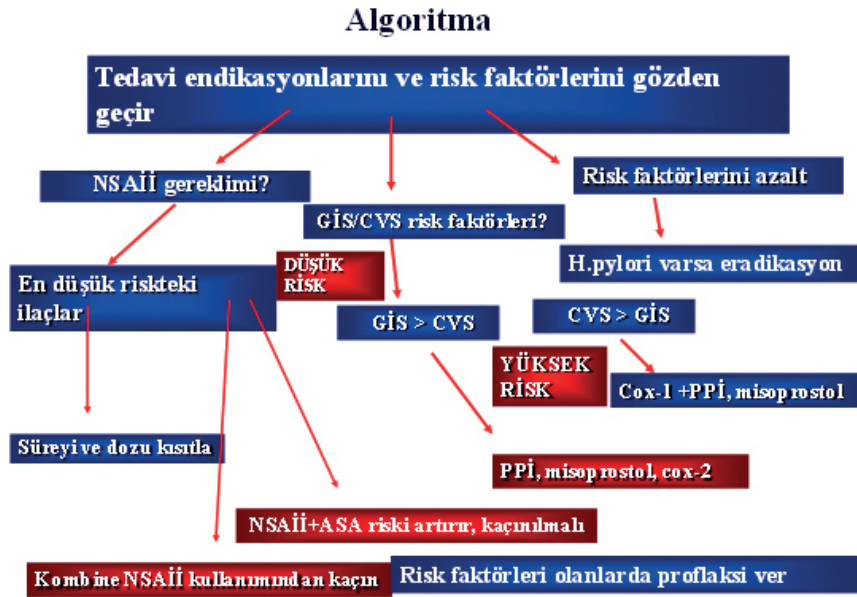 Algoritma
Tedavi endikasyonlarını ve risk faktörlerini gözden
geçir
NSAİİ gereklimi?
GİS/CVS risk faktörleri?
Risk faktörlerini azalt
H.pylori varsa eradikasyon
En düşük riskteki
ilaçlar
DÜŞÜK
RİSK
GİS > CVS
CVS > GİS
YÜKSEK
RİSK
Cox-1 +PPİ, misoprostol
Süreyi ve dozu kısıtla
PPİ, misoprostol, cox-2
NSAİİ+ASA riski artırır, kaçınılmalı
Kombine NSAİİ kullanımından kaçın
Risk faktörleri olanlarda proflaksi ver